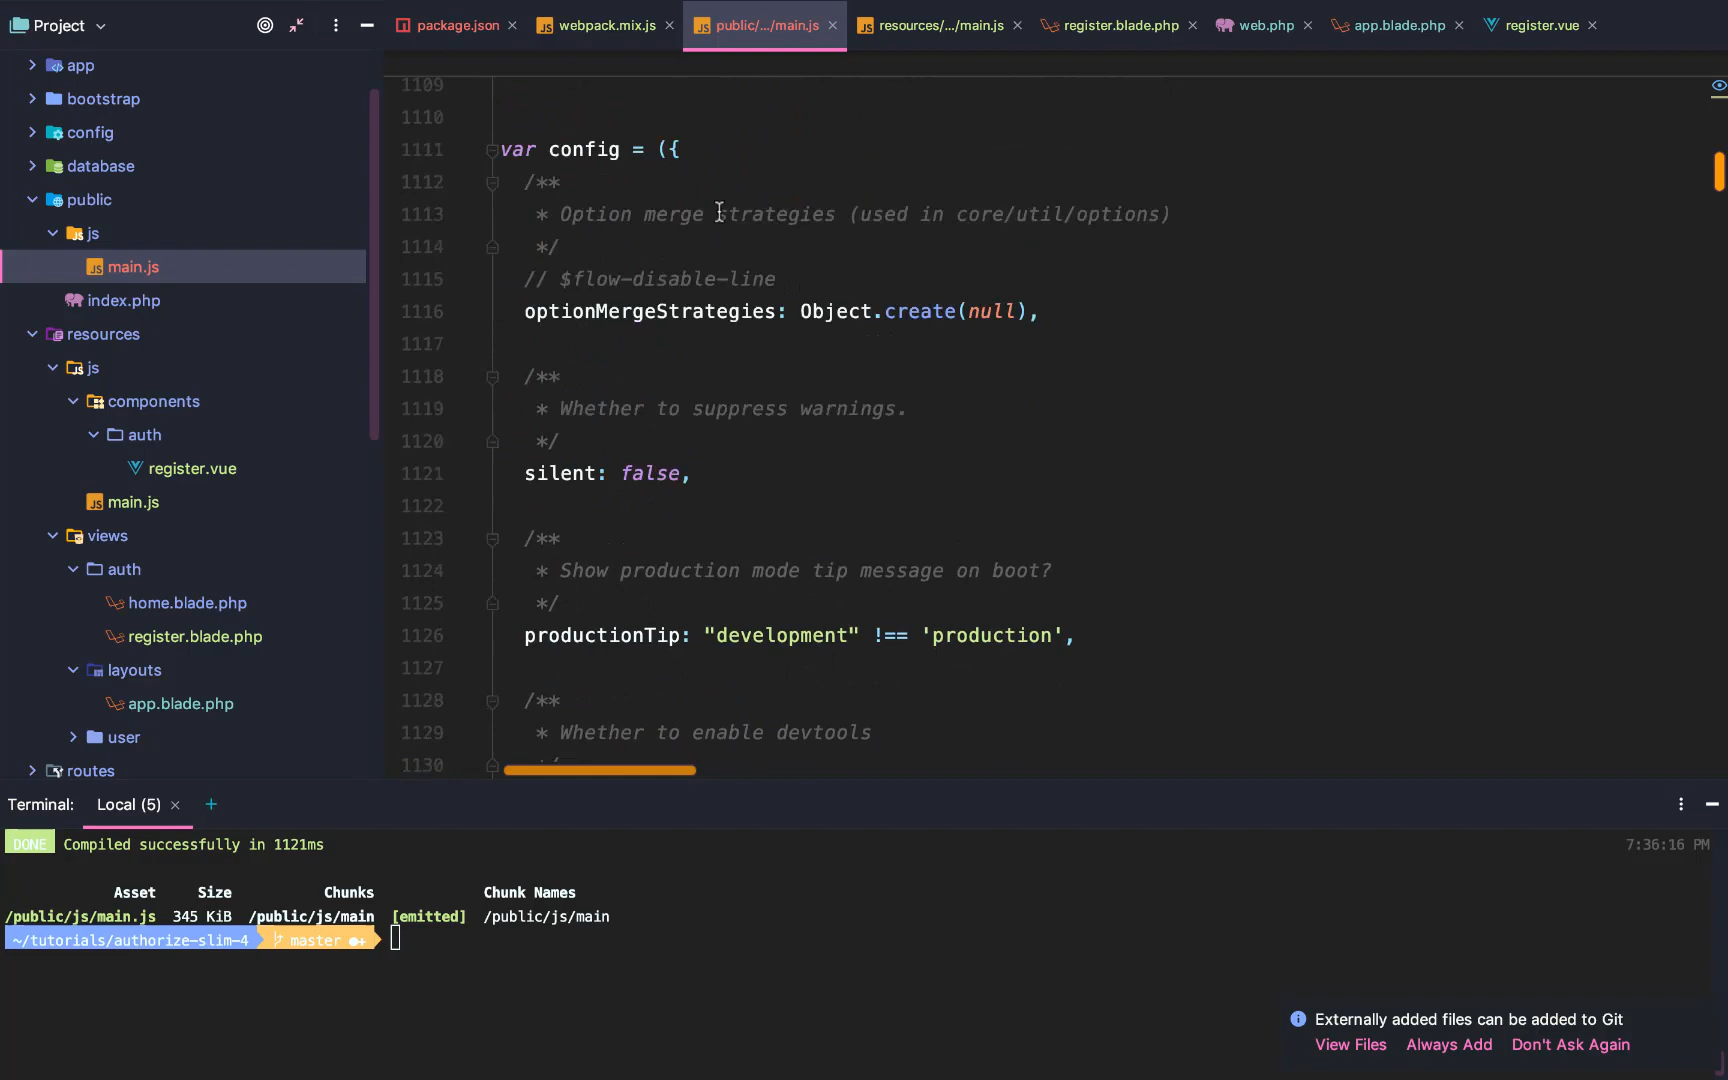 Project
package.json
webpack.mix.js
public/.../main.js
resources/.../main.js
register.blade.php
web.php
app.blade.php
register.vue
app
bootstrap
config
database
public
js
main.js
index.php
resources
js
components
auth
register.vue
main.js
views
auth
home.blade.php
register.blade.php
layouts
app.blade.php
user
routes
1109
1110
1111 var config = ({
1112 /**
1113 * Option merge strategies (used in core/util/options)
1114 */
1115 // $flow-disable-line
1116 optionMergeStrategies: Object.create(null),
1117
1118 /**
1119 * Whether to suppress warnings.
1120 */
1121 silent: false,
1122
1123 /**
1124 * Show production mode tip message on boot?
1125 */
1126 productionTip: "development" !== 'production',
1127
1128 /**
1129 * Whether to enable devtools
1130 */
Terminal: Local (5) +
DONE Compiled successfully in 1121ms 7:36:16 PM
Asset Size Chunks Chunk Names
/public/js/main.js 345 KiB /public/js/main [emitted] /public/js/main
~/tutorials/authorize-slim-4 master ●+
Externally added files can be added to Git
View Files Always Add Don't Ask Again